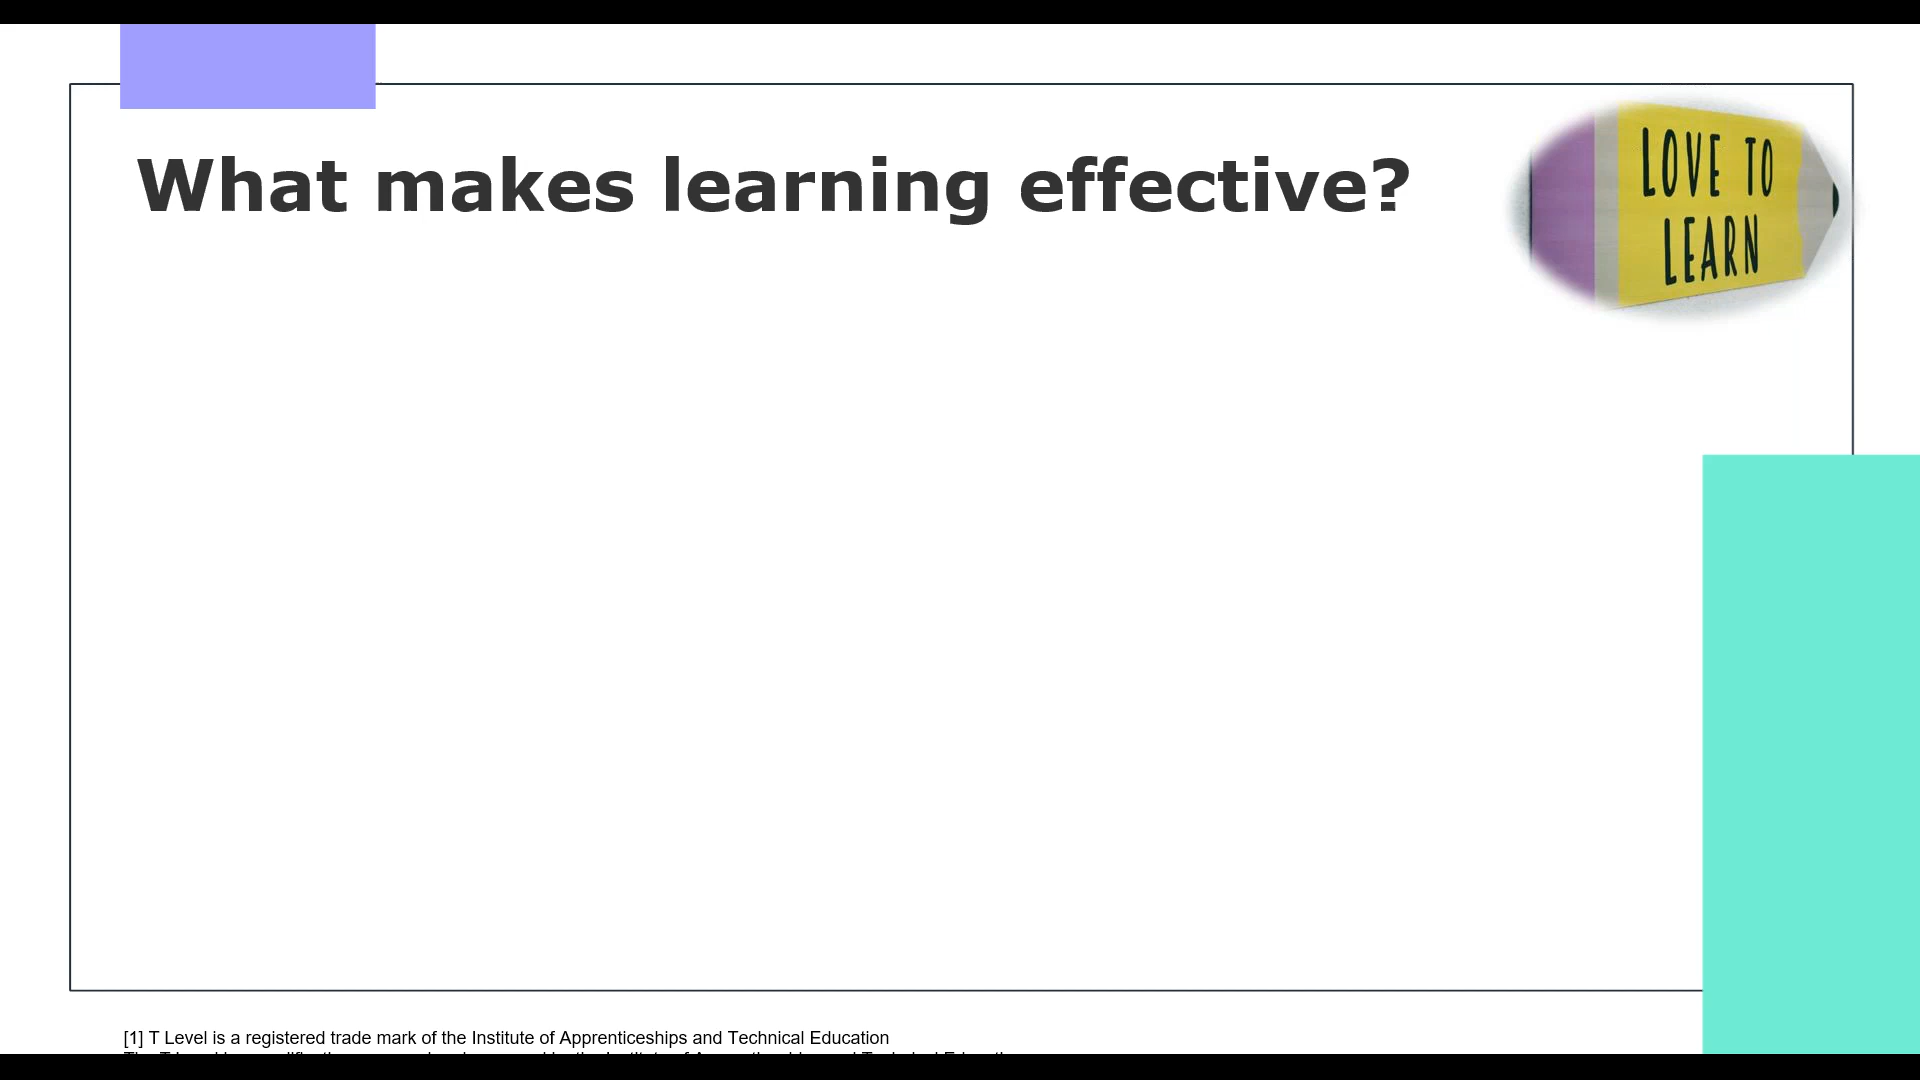 What makes learning effective?
LOVE TO
LEARN
[1] T Level is a registered trade mark of the Institute of Apprenticeships and Technical Education